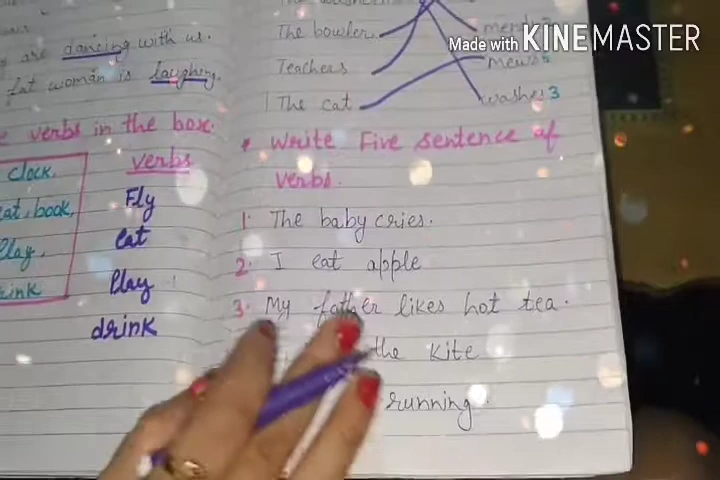 are dancing with us.
fat woman is laughing.
verbs in the box.
clock,
verbs
book,
Fly
eat
Play,
Play
drink
The bowler
Teachers
The cat
mews
washes 3
Made with KINEMASTER
* Write Five sentence of
verbs.
1. The baby cries.
2. I eat apple
3. My father likes hot tea.
the kite
running.